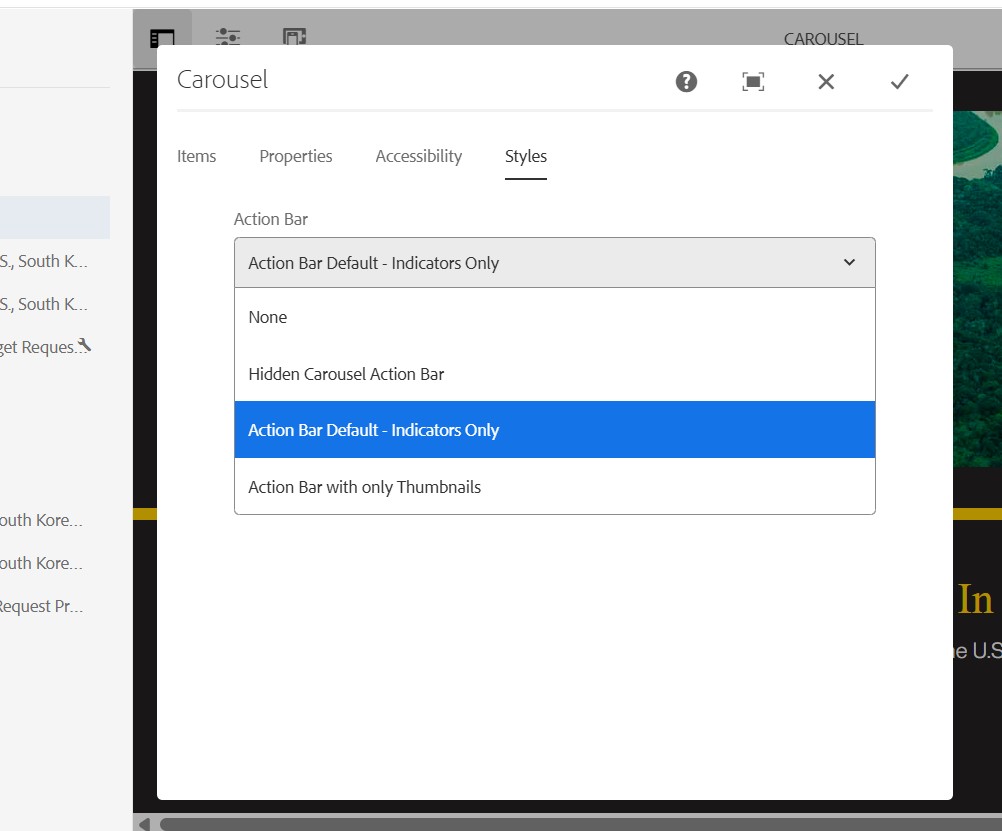 CAROUSEL
Carousel
Items Properties Accessibility Styles
Action Bar
Action Bar Default - Indicators Only
None
Hidden Carousel Action Bar
Action Bar Default - Indicators Only
Action Bar with only Thumbnails
S., South K...
S., South K...
get Reques...
outh Kore...
outh Kore...
Request Pr...
In
he U.S